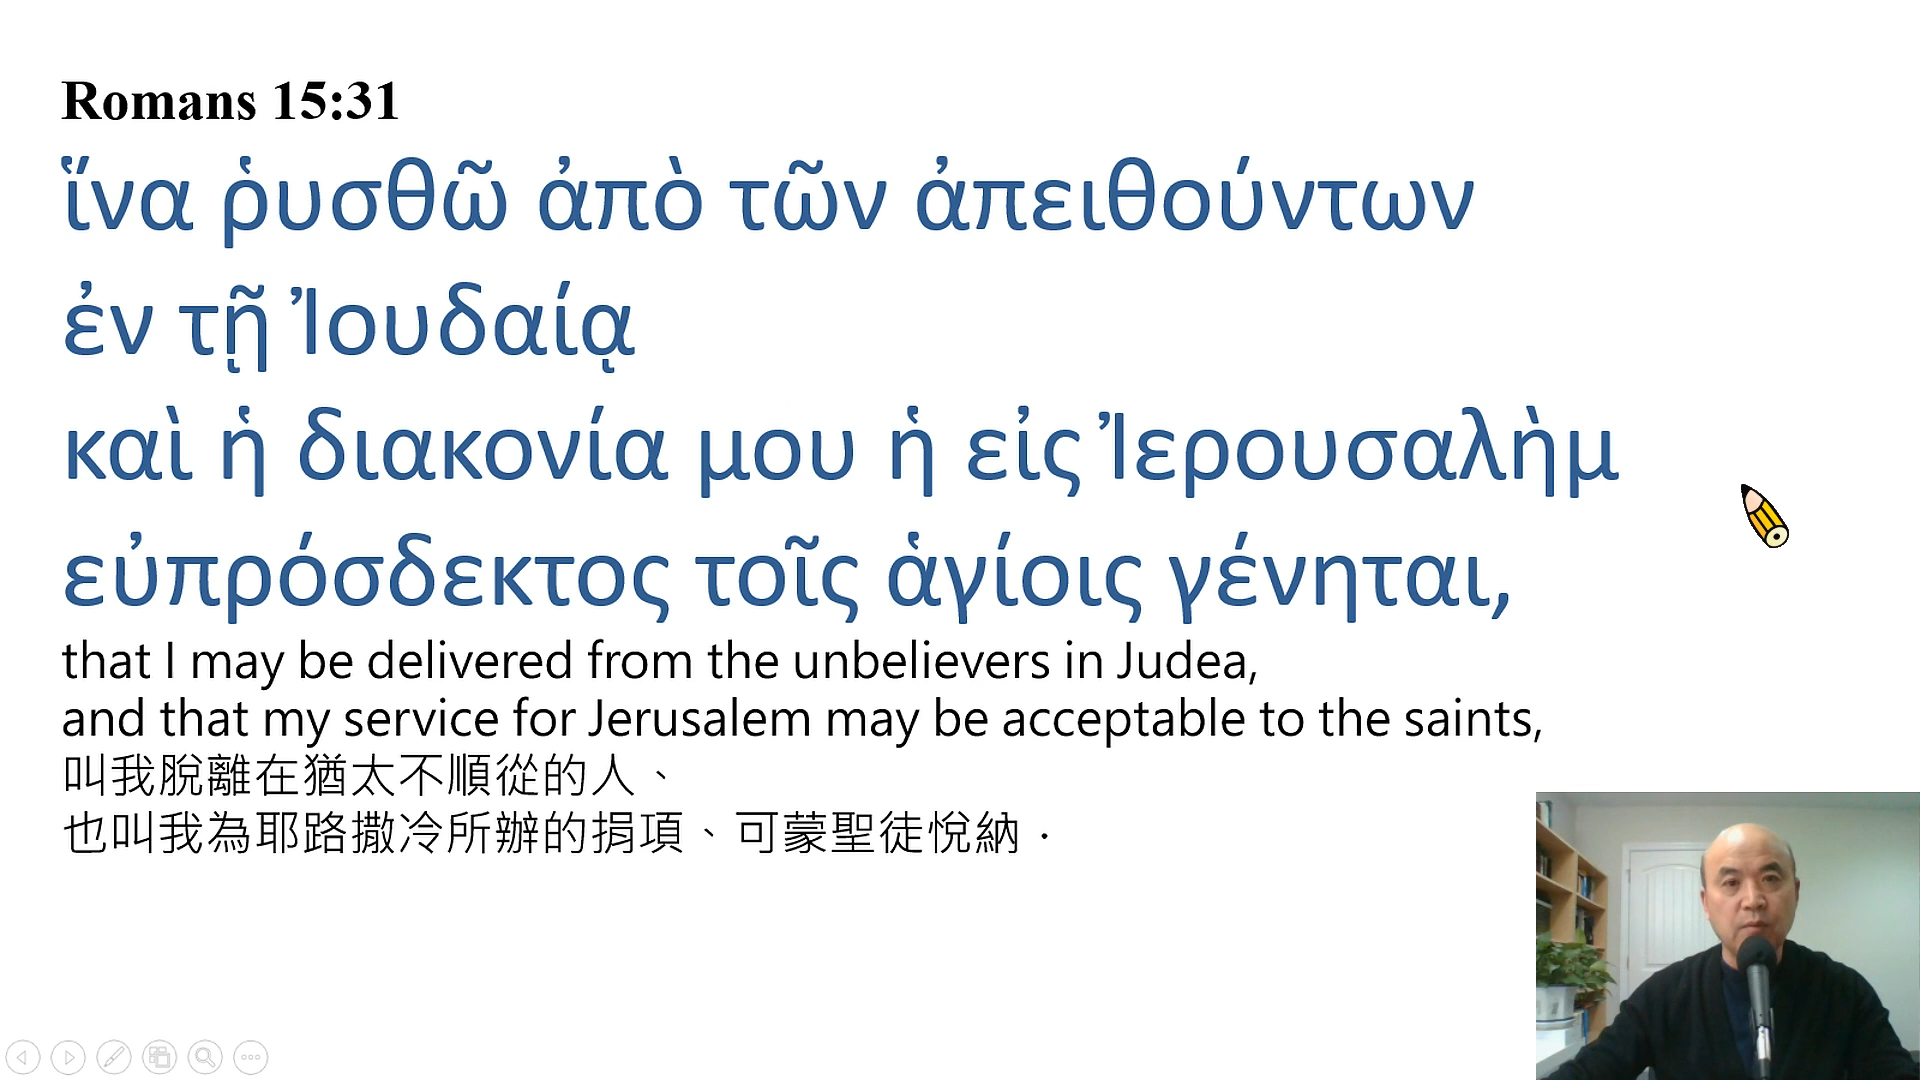 Romans 15:31
ἵνα ῥυσθῶ ἀπὸ τῶν ἀπειθούντων
ἐν τῇ Ἰουδαίᾳ
καὶ ἡ διακονία μου ἡ εἰς Ἰερουσαλὴμ
εὐπρόσδεκτος τοῖς ἁγίοις γένηται,
that I may be delivered from the unbelievers in Judea,
and that my service for Jerusalem may be acceptable to the saints,
叫我脫離在猶太不順從的人、
也叫我為耶路撒冷所辦的捐項、可蒙聖徒悅納．